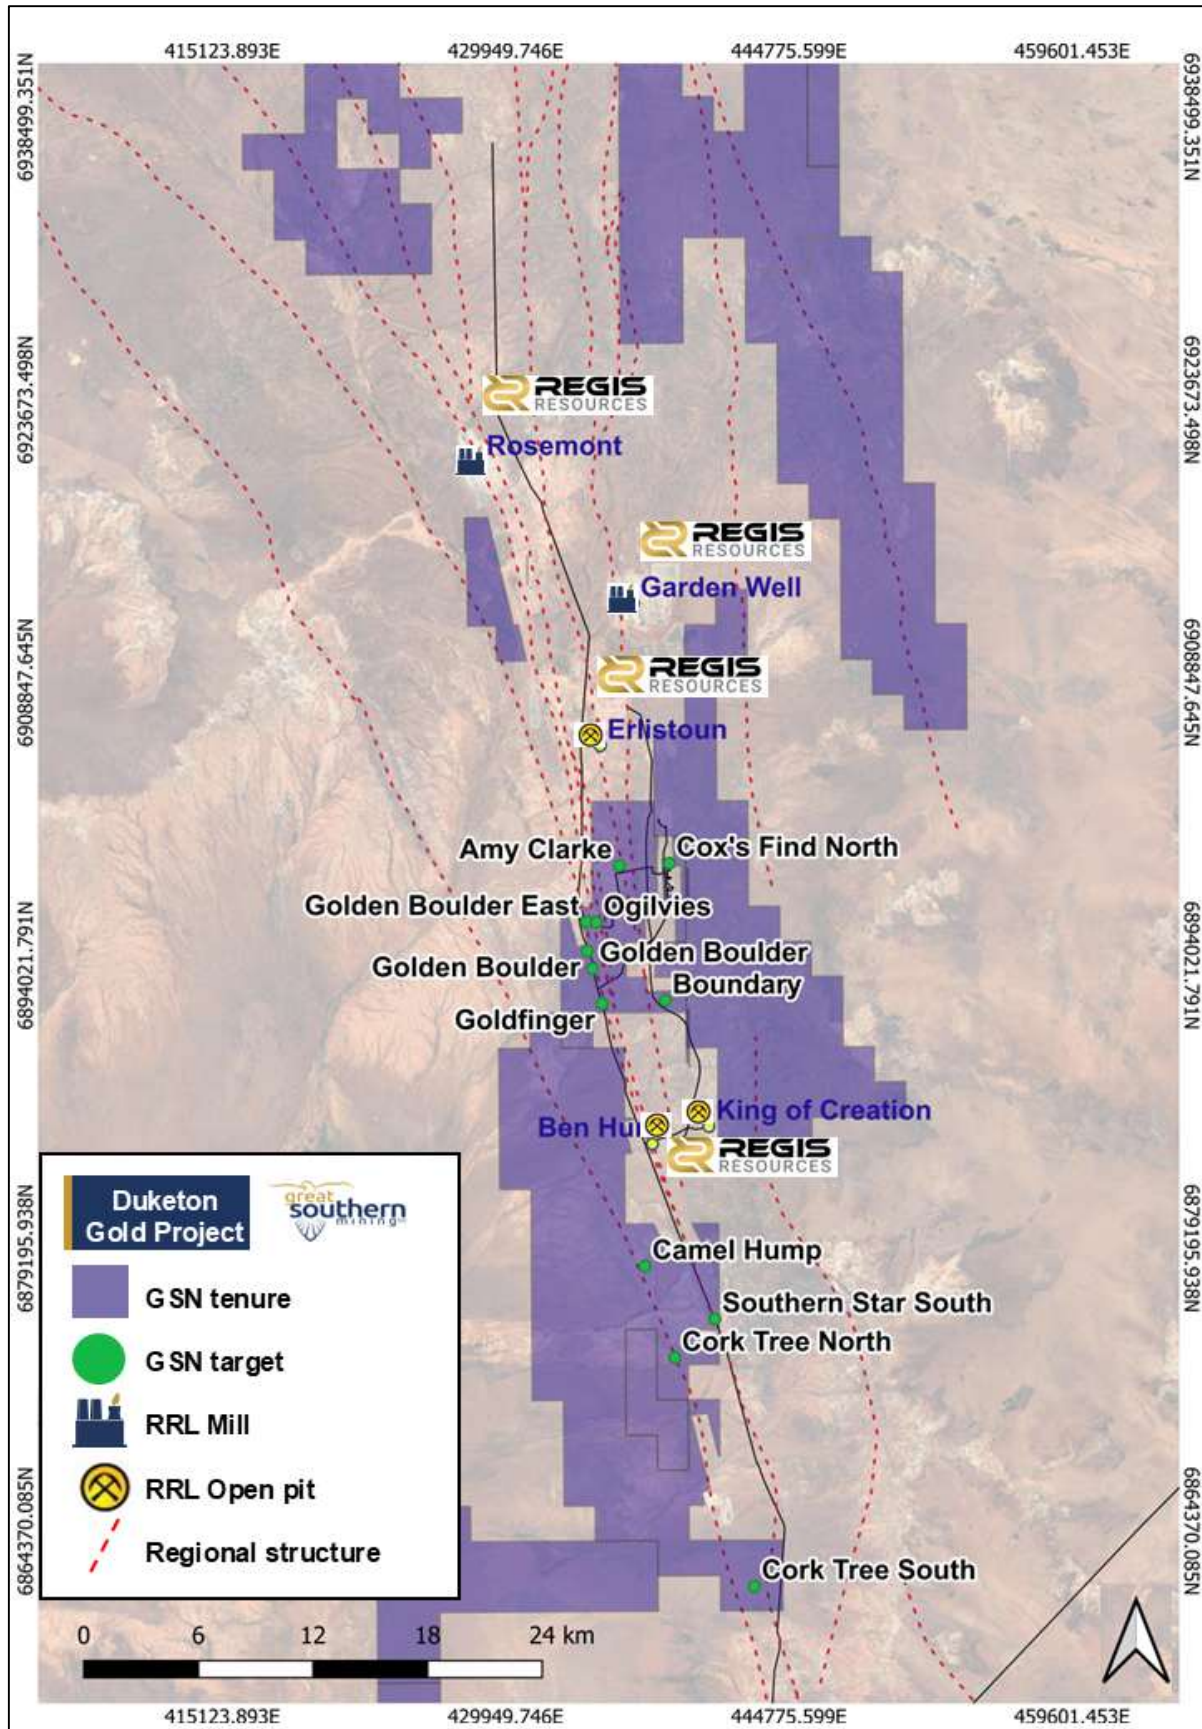 415123.893E 429949.746E 444775.599E 459601.453E
6938499.351N
6938499.351N
REGIS
RESOURCES
6923673.498N
6923673.498N
Rosemont
REGIS
RESOURCES
Garden Well
6908847.645N
6908847.645N
REGIS
RESOURCES
Erlistoun
Amy Clarke
Cox's Find North
Golden Boulder East
Ogilvies
6894021.791N
6894021.791N
Golden Boulder
Golden Boulder
Boundary
Goldfinger
King of Creation
Ben Hur
REGIS
RESOURCES
Duketon
Gold Project
great
southern
mining
6879195.938N
6879195.938N
Camel Hump
GSN tenure
Southern Star South
Cork Tree North
GSN target
RRL Mill
RRL Open pit
6864370.085N
6864370.085N
Regional structure
Cork Tree South
0 6 12 18 24 km
415123.893E 429949.746E 444775.599E 459601.453E